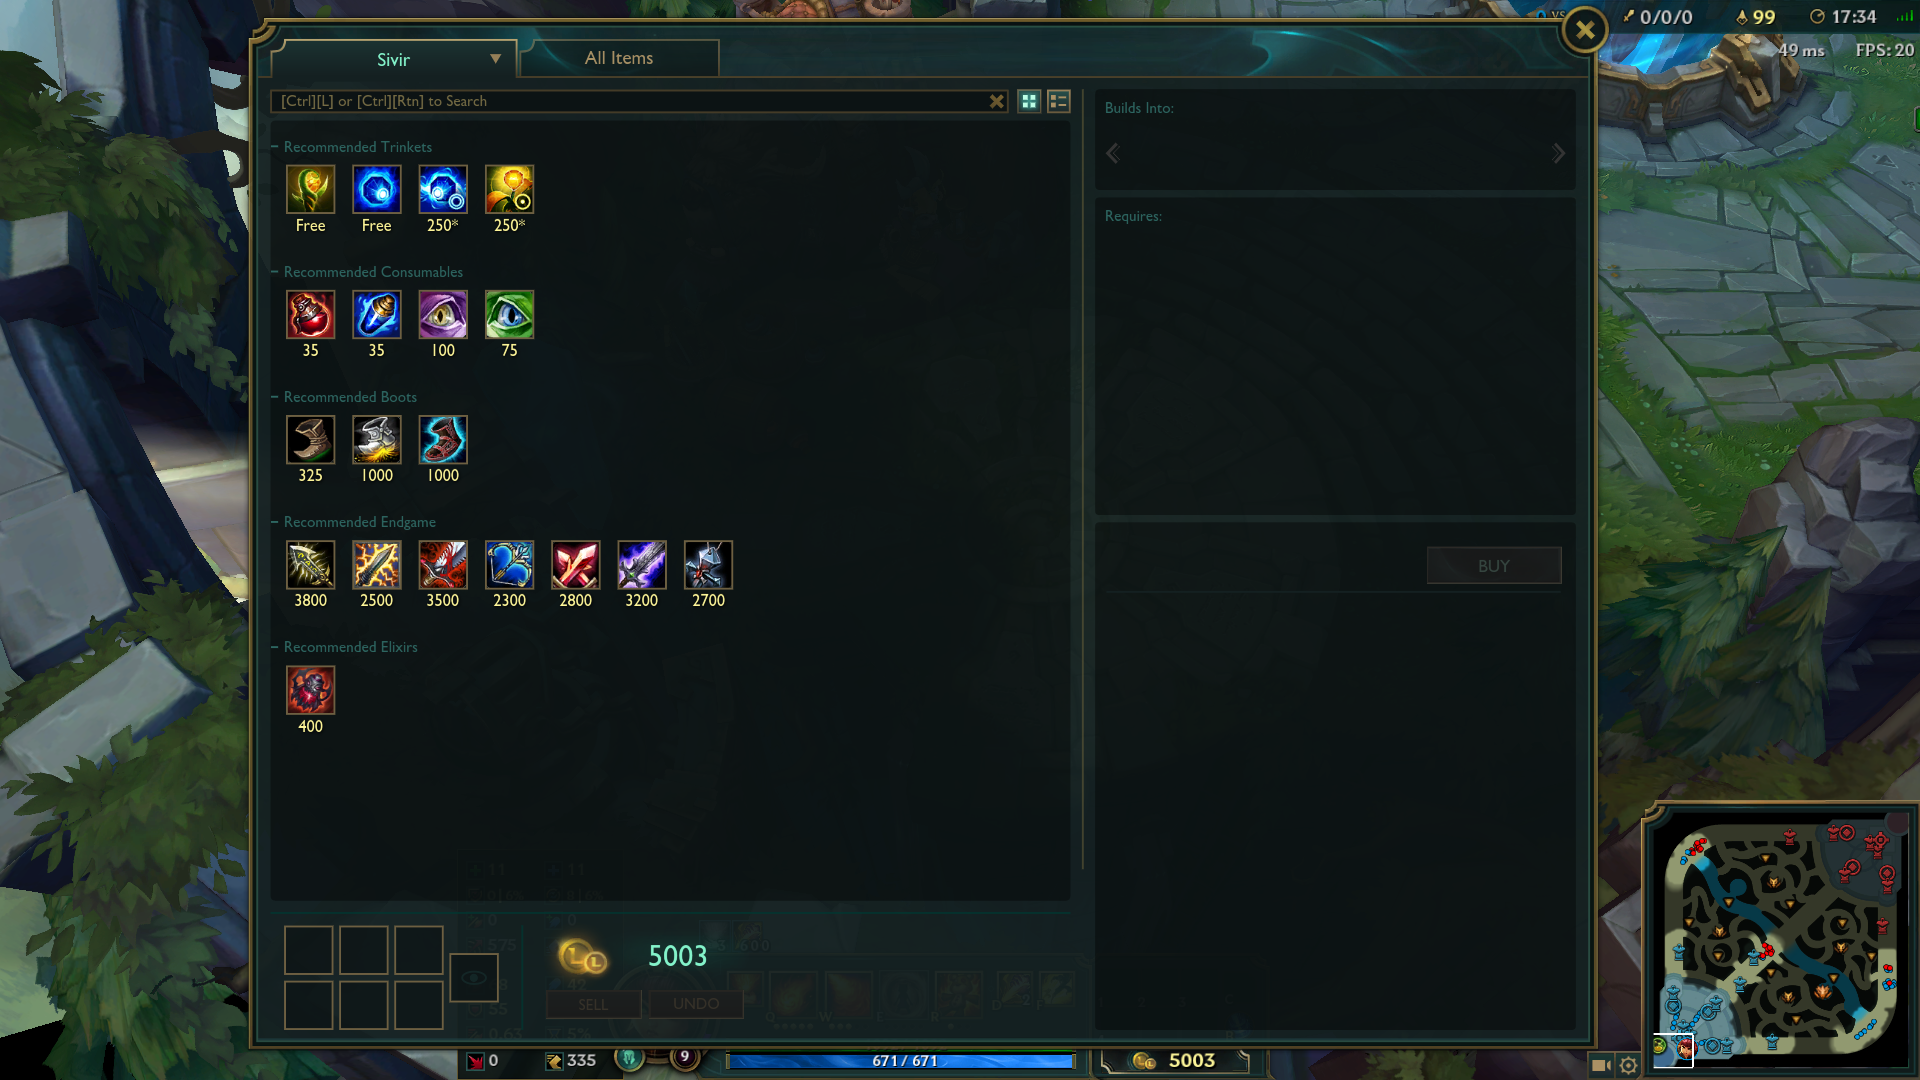 VS 0/0/0 99 17:34
49 ms FPS: 20
Sivir All Items
[Ctrl][L] or [Ctrl][Rtn] to Search
Builds Into:
Recommended Trinkets
Free Free 250* 250*
Requires:
Recommended Consumables
35 35 100 75
Recommended Boots
325 1000 1000
Recommended Endgame
3800 2500 3500 2300 2800 3200 2700
BUY
Recommended Elixirs
400
5003
SELL UNDO
0 335 9 671 / 671 5003